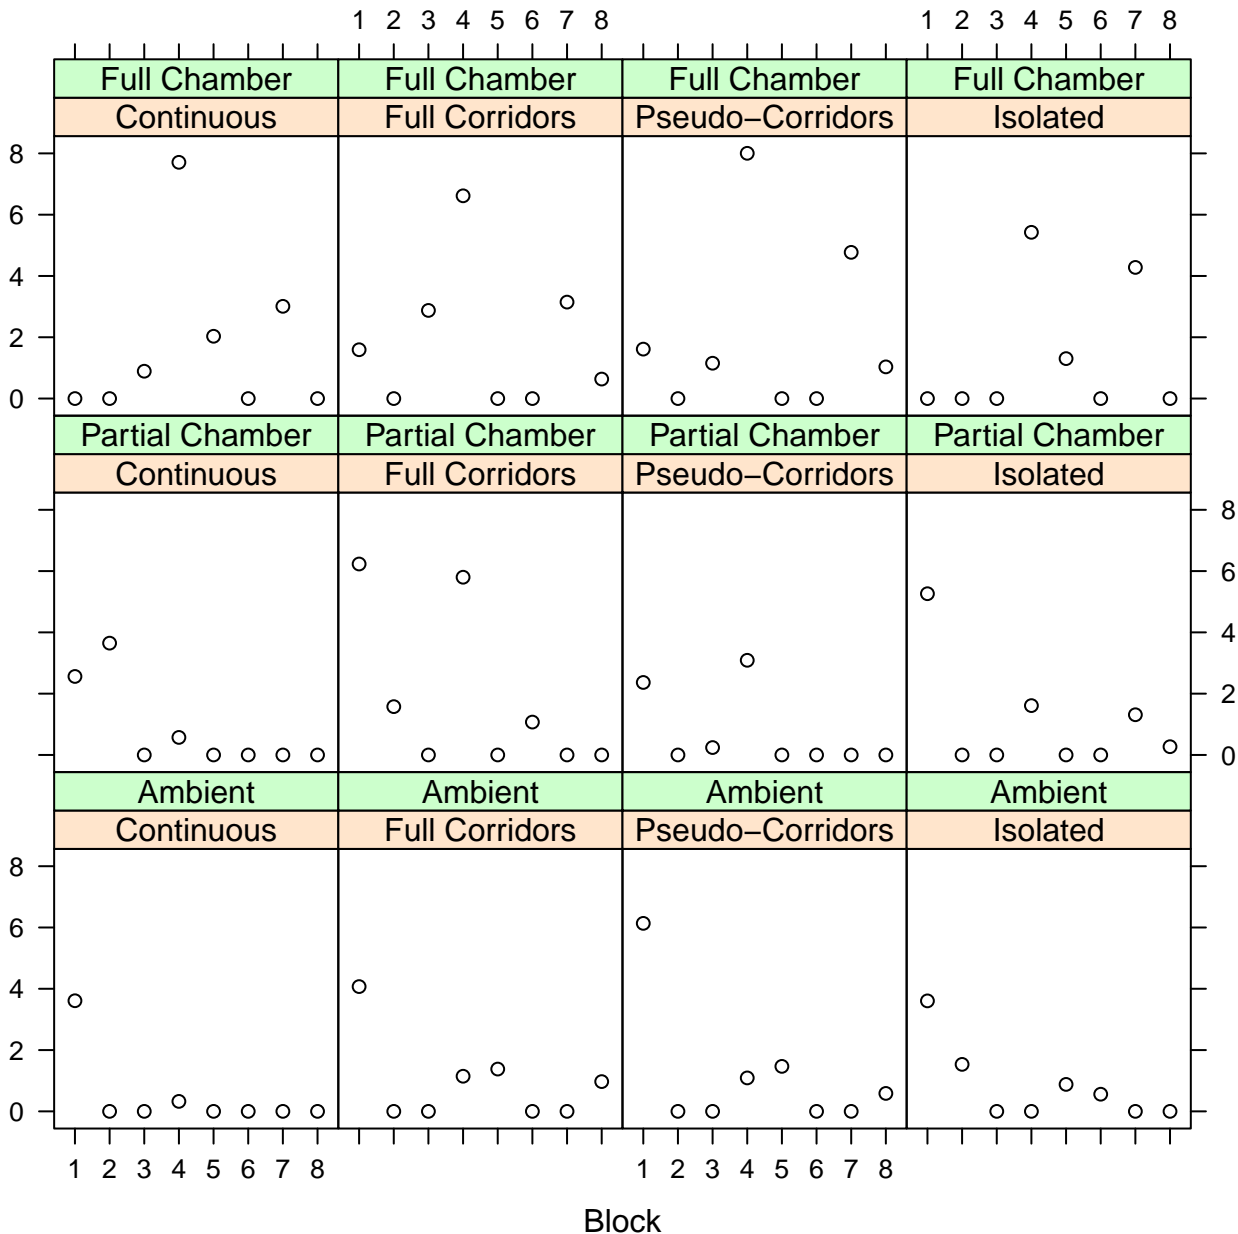 1 2 3 4 5 6 7 8 1 2 3 4 5 6 7 8
Full Chamber Full Chamber Full Chamber Full Chamber
Continuous Full Corridors Pseudo−Corridors Isolated
8
6
4
2
0
Partial Chamber Partial Chamber Partial Chamber Partial Chamber
Continuous Full Corridors Pseudo−Corridors Isolated
8
6
4
2
0
Ambient Ambient Ambient Ambient
Continuous Full Corridors Pseudo−Corridors Isolated
8
6
4
2
0
1 2 3 4 5 6 7 8 1 2 3 4 5 6 7 8
Block